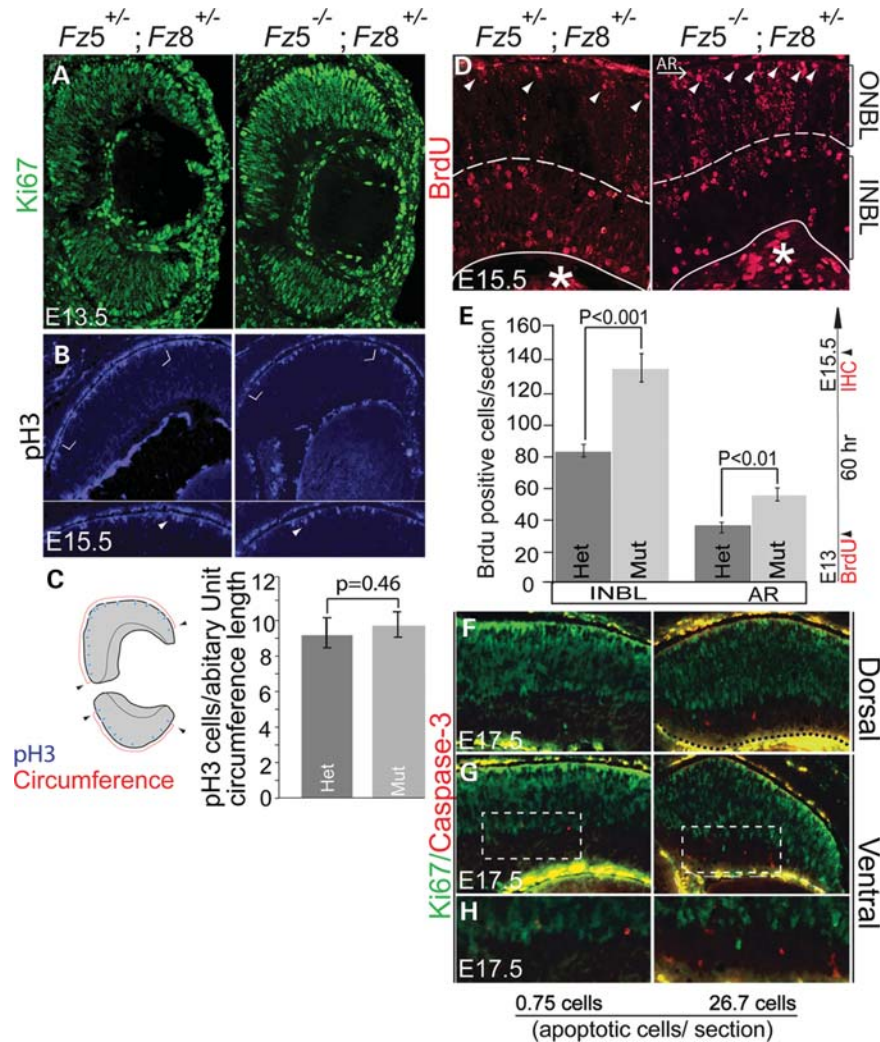 Fz5+/-; Fz8+/-
Fz5-/-; Fz8+/-
A
Ki67
E13.5
B
pH3
E15.5
C
pH3
Circumference
pH3 cells/abitary Unit
circumference length
12
10
8
6
4
2
0
p=0.46
Het
Mut
Fz5+/-; Fz8+/-
Fz5-/-; Fz8+/-
D
AR
BrdU
E15.5
*
*
ONBL
INBL
E
Brdu positive cells/section
160
140
120
100
80
60
40
20
0
P<0.001
P<0.01
Het
Mut
Het
Mut
INBL
AR
E15.5
IHC
60 hr
E13
BrdU
F
E17.5
Dorsal
G
E17.5
Ki67/Caspase-3
Ventral
H
E17.5
0.75 cells
26.7 cells
(apoptotic cells/ section)